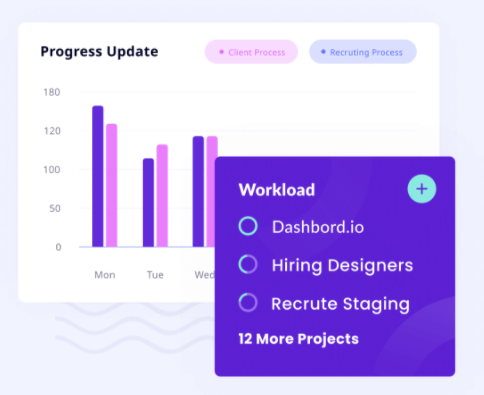 Progress Update
Client Process
Recruting Process
180
120
100
50
0
Mon
Tue
Wed
Workload
+
Dashbord.io
Hiring Designers
Recrute Staging
12 More Projects